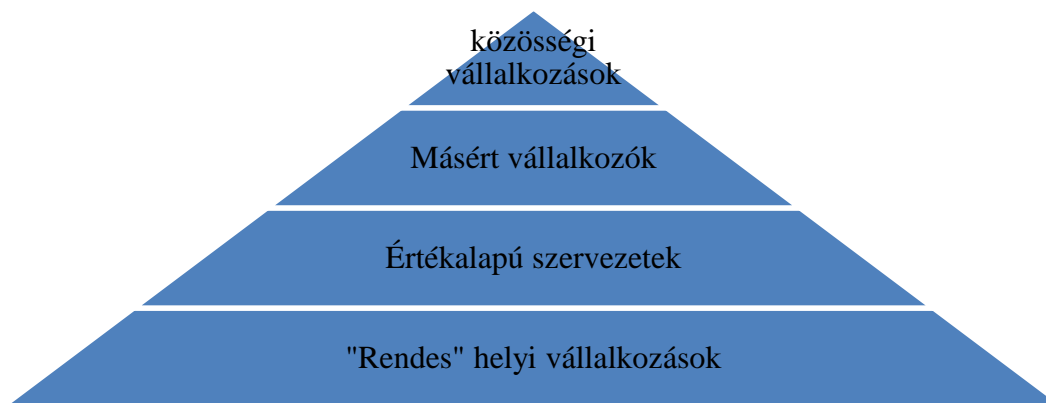 közösségi
vállalkozások
Másért vállalkozók
Értékalapú szervezetek
"Rendes" helyi vállalkozások